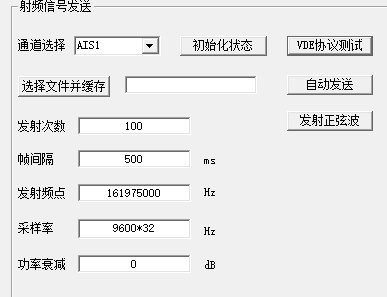 射频信号发送
通道选择 AIS1 初始化状态 VDE协议测试
选择文件并缓存 自动发送
发射次数 100 发射正弦波
帧间隔 500 ms
发射频点 161975000 Hz
采样率 9600*32 Hz
功率衰减 0 dB